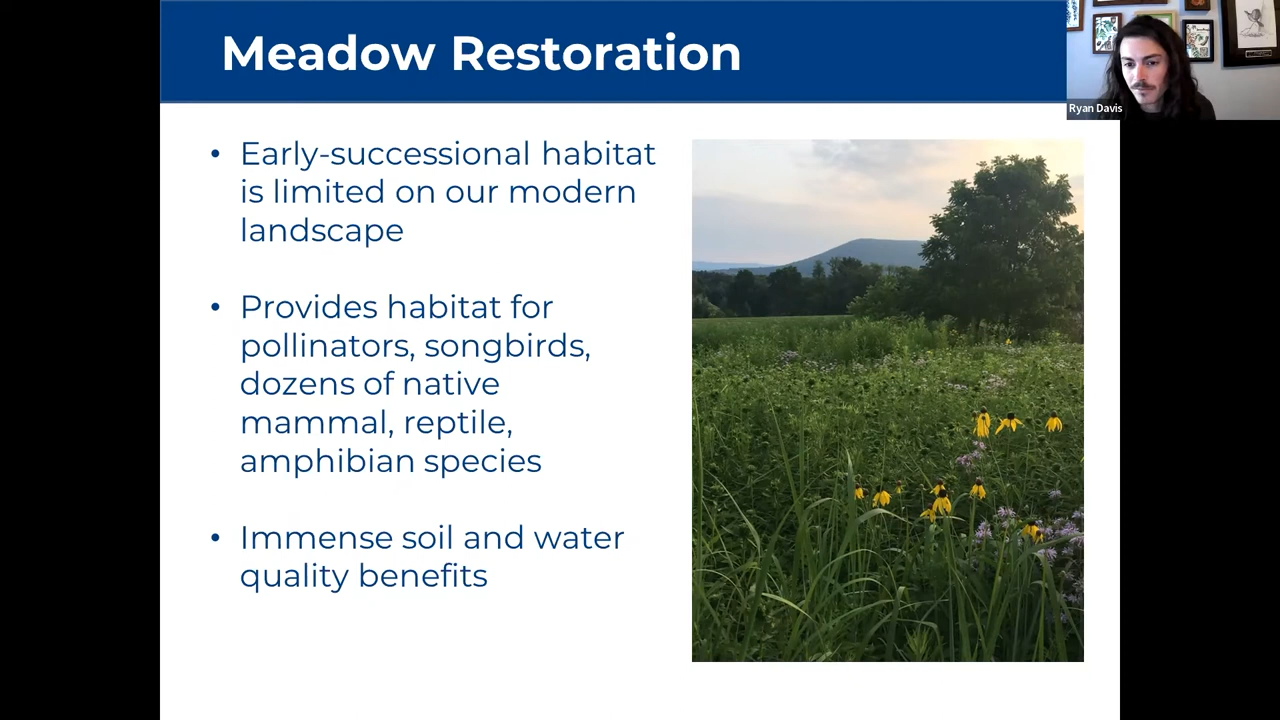 Meadow Restoration
Ryan Davis
• Early-successional habitat
is limited on our modern
landscape
• Provides habitat for
pollinators, songbirds,
dozens of native
mammal, reptile,
amphibian species
• Immense soil and water
quality benefits